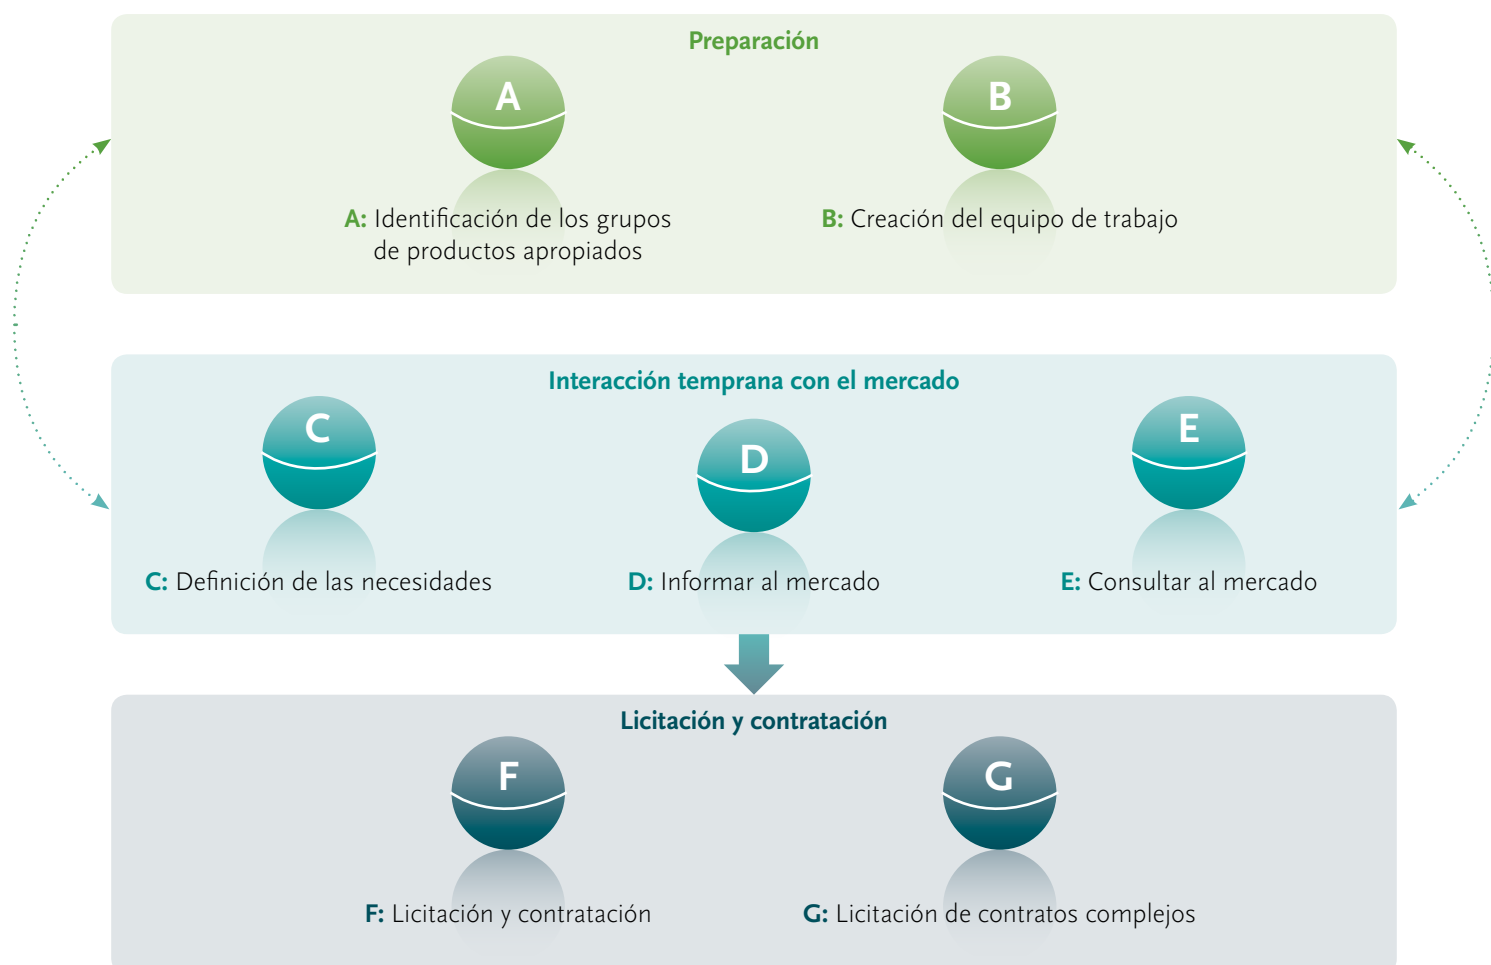 Preparación
A
B
A: Identificación de los grupos
de productos apropiados
B: Creación del equipo de trabajo
Interacción temprana con el mercado
C
D
E
C: Definición de las necesidades
D: Informar al mercado
E: Consultar al mercado
Licitación y contratación
F
G
F: Licitación y contratación
G: Licitación de contratos complejos